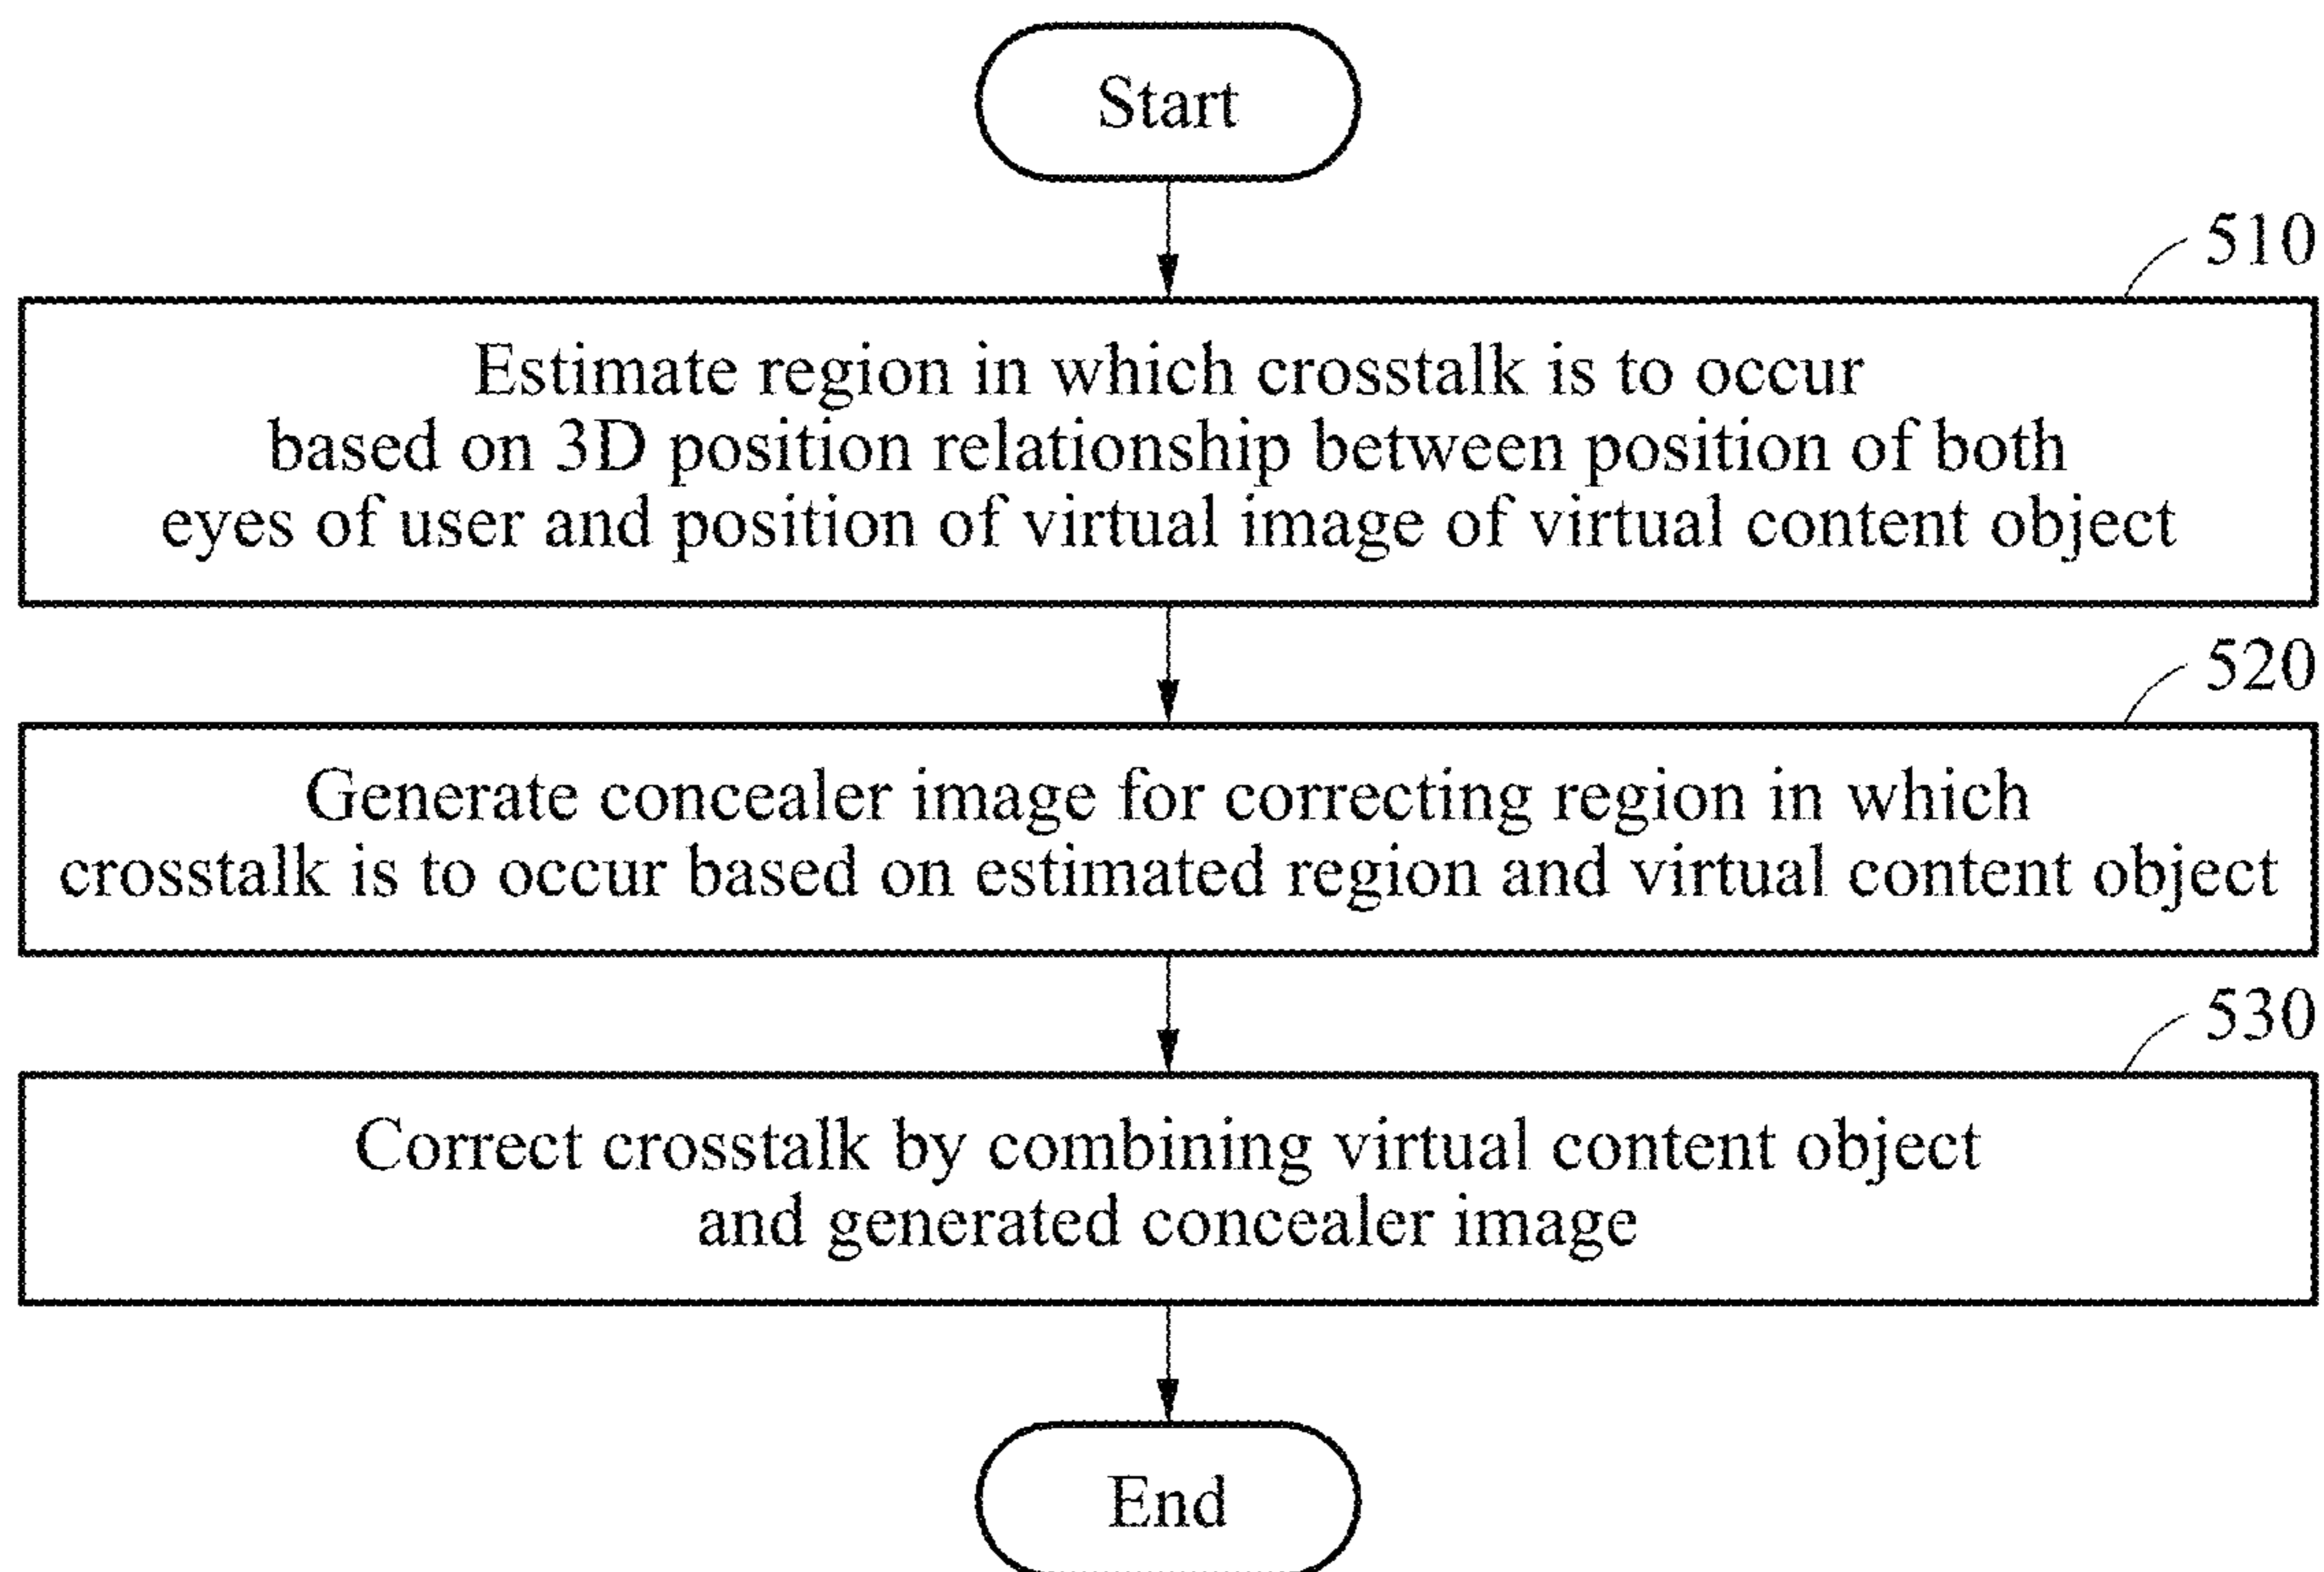 Start
510
Estimate region in which crosstalk is to occur
based on 3D position relationship between position of both
eyes of user and position of virtual image of virtual content object
520
Generate concealer image for correcting region in which
crosstalk is to occur based on estimated region and virtual content object
530
Correct crosstalk by combining virtual content object
and generated concealer image
End